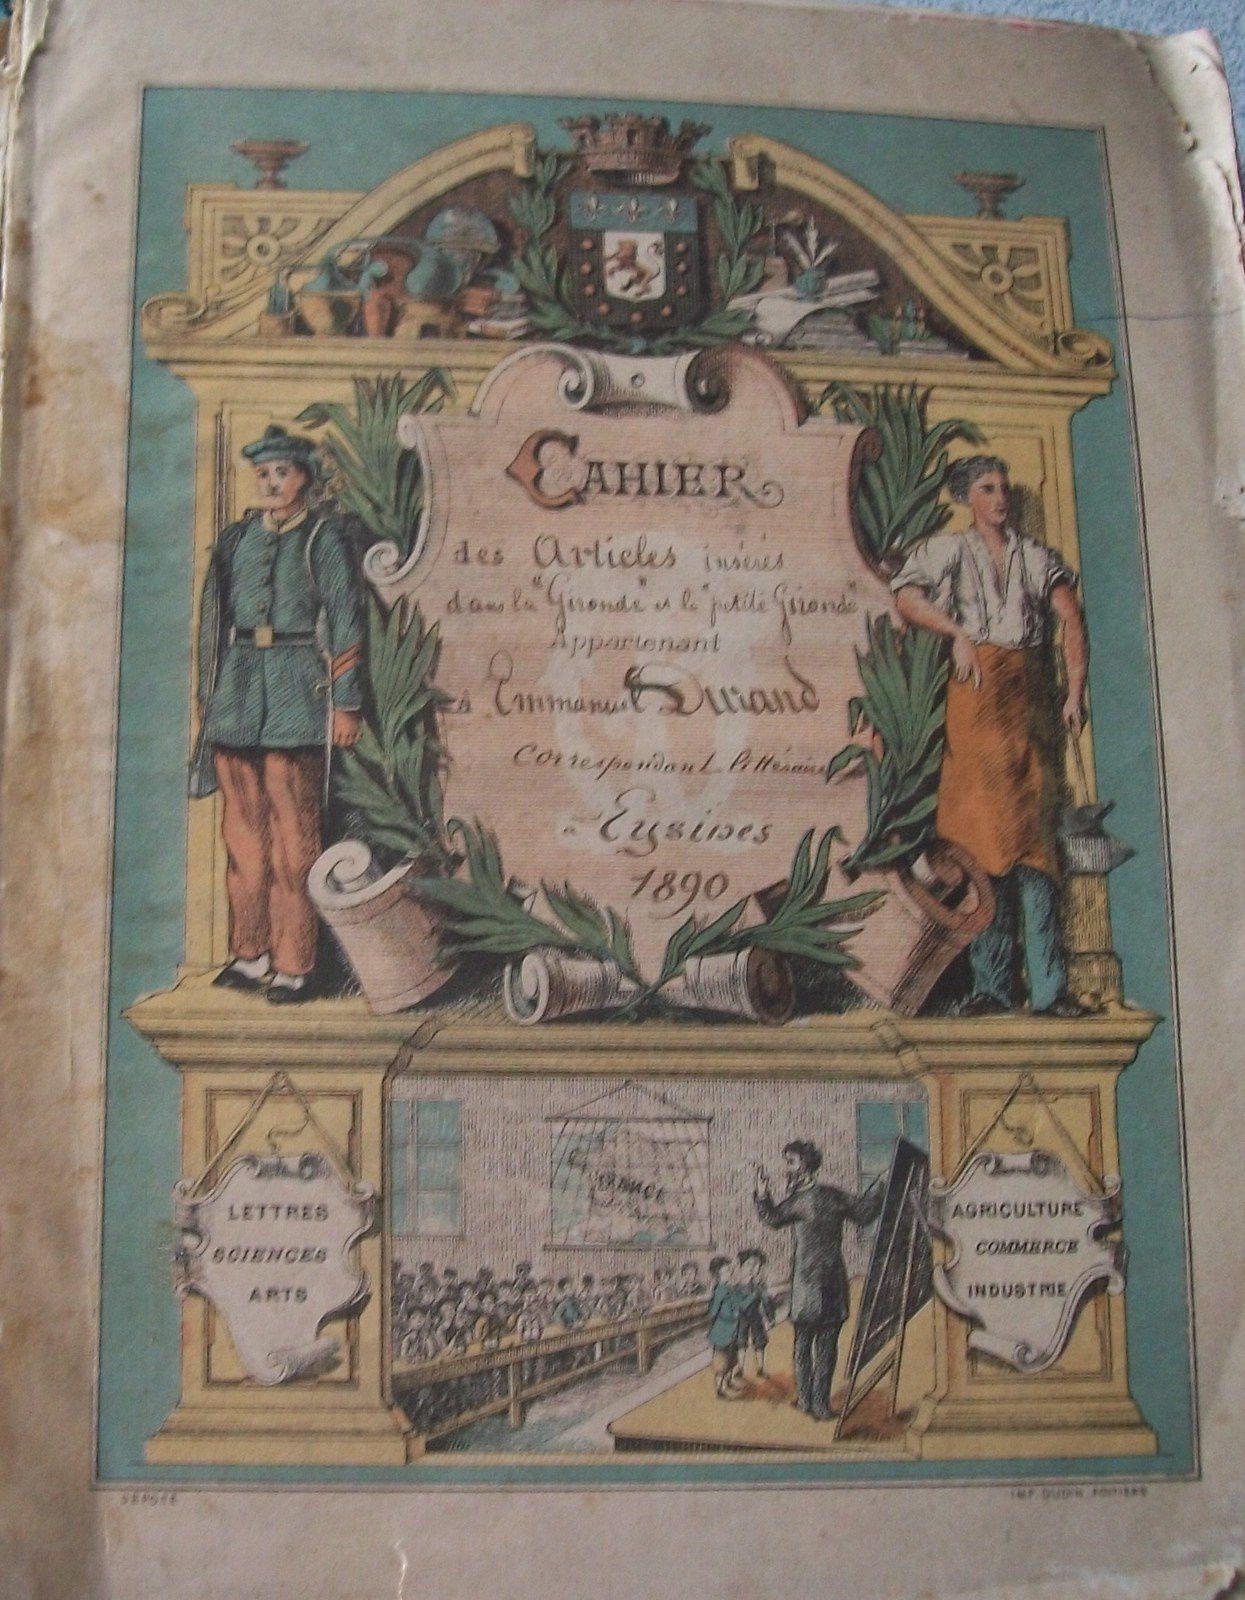 CAHIER
des Articles insérés
dans la "Gironde" et la "petite Gironde"
Appartenant
à Emmanuel Durand
Correspondant littéraire
à Eysines
1890
FRANCE
LETTRES
SCIENCES
ARTS
AGRICULTURE
COMMERCE
INDUSTRIE
DÉPOSÉ
IMP. OUDIN, POITIERS